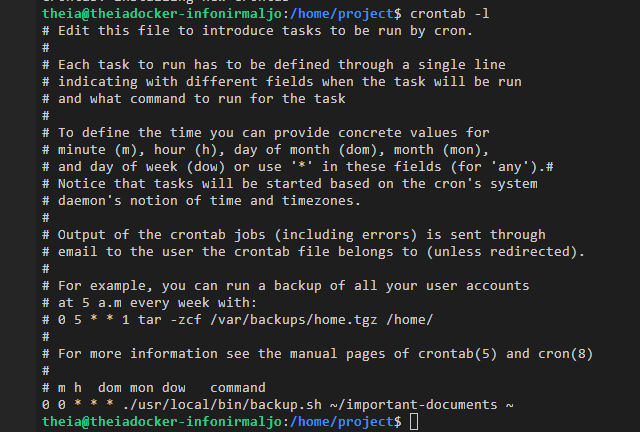 theia@theiadocker-infonirmaljo:/home/project$ crontab -l
# Edit this file to introduce tasks to be run by cron.
#
# Each task to run has to be defined through a single line
# indicating with different fields when the task will be run
# and what command to run for the task
#
# To define the time you can provide concrete values for
# minute (m), hour (h), day of month (dom), month (mon),
# and day of week (dow) or use '*' in these fields (for 'any').#
# Notice that tasks will be started based on the cron's system
# daemon's notion of time and timezones.
#
# Output of the crontab jobs (including errors) is sent through
# email to the user the crontab file belongs to (unless redirected).
#
# For example, you can run a backup of all your user accounts
# at 5 a.m every week with:
# 0 5 * * 1 tar -zcf /var/backups/home.tgz /home/
#
# For more information see the manual pages of crontab(5) and cron(8)
#
# m h  dom mon dow   command
0 0 * * * ./usr/local/bin/backup.sh ~/important-documents ~
theia@theiadocker-infonirmaljo:/home/project$